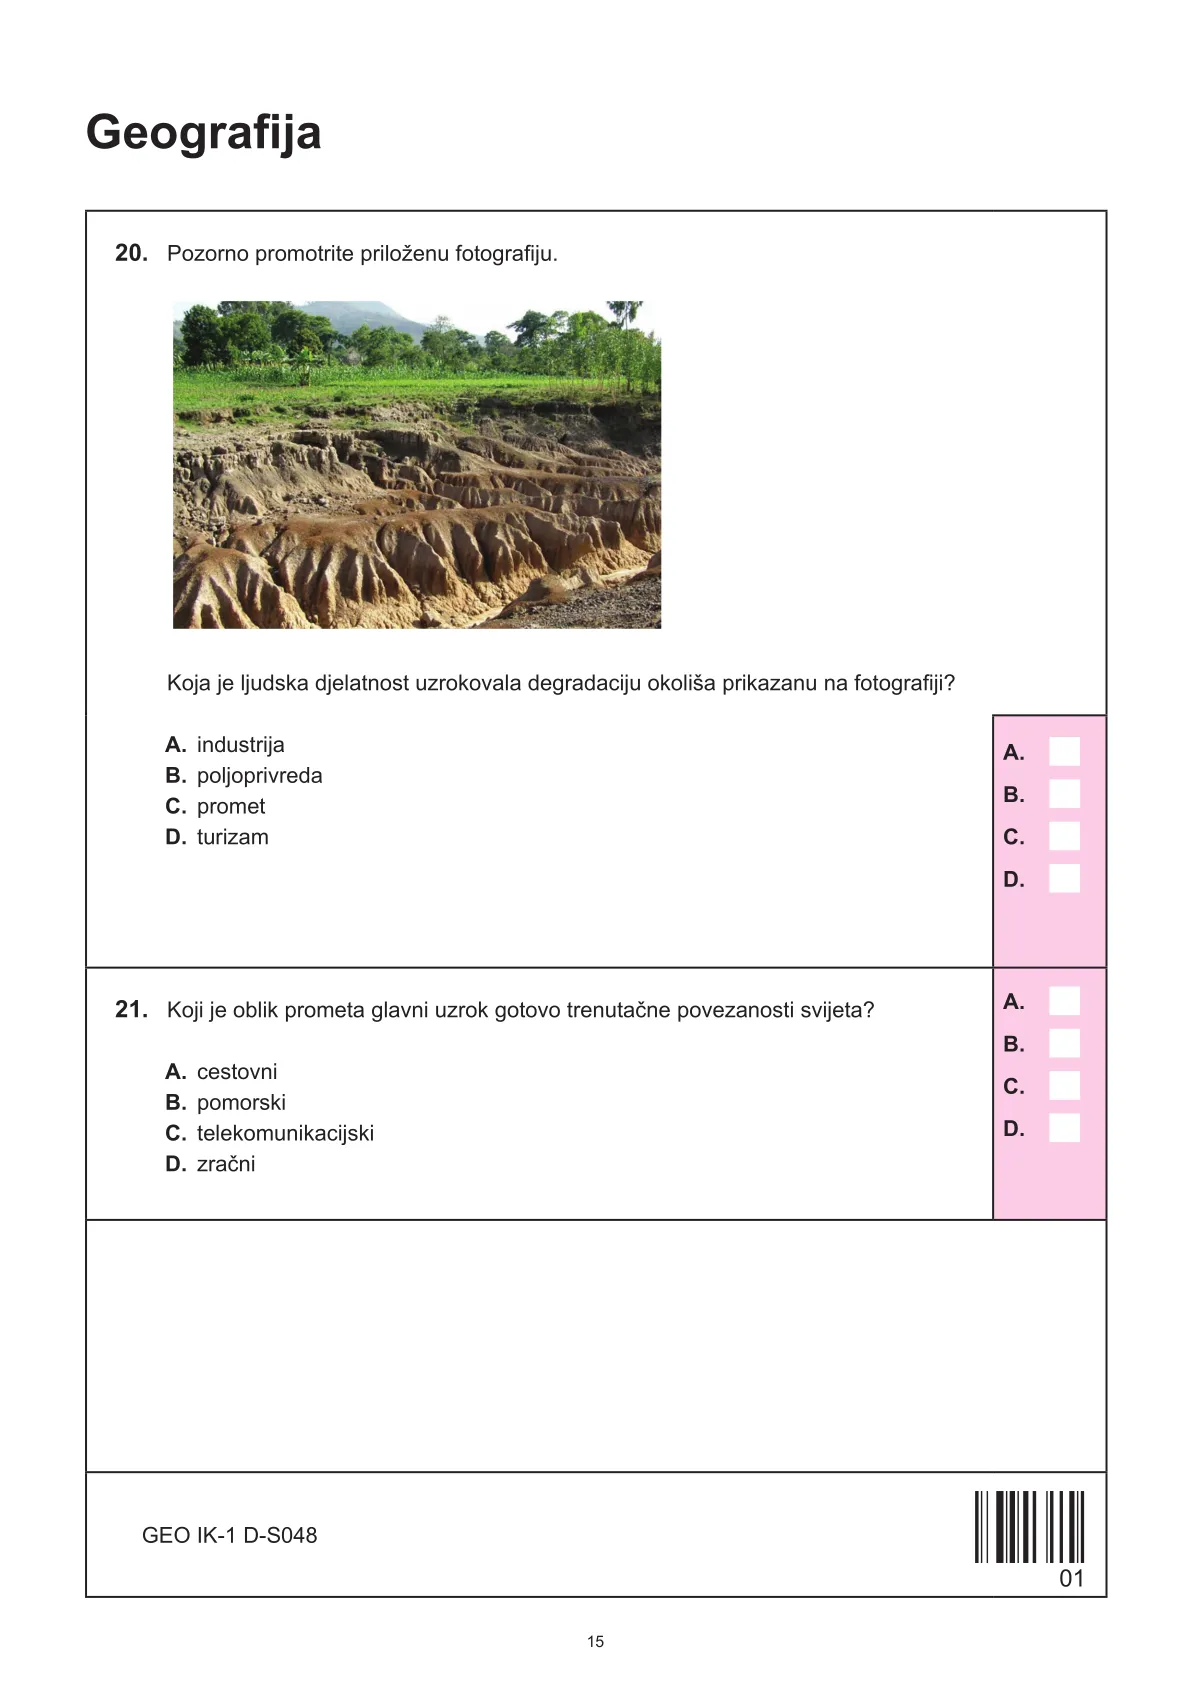 Geografija
20. Pozorno promotrite priloženu fotografiju.
Koja je ljudska djelatnost uzrokovala degradaciju okoliša prikazanu na fotografiji?
A. industrija
B. poljoprivreda
C. promet
D. turizam
A.
B.
C.
D.
21. Koji je oblik prometa glavni uzrok gotovo trenutačne povezanosti svijeta?
A. cestovni
B. pomorski
C. telekomunikacijski
D. zračni
A.
B.
C.
D.
GEO IK-1 D-S048
01
15